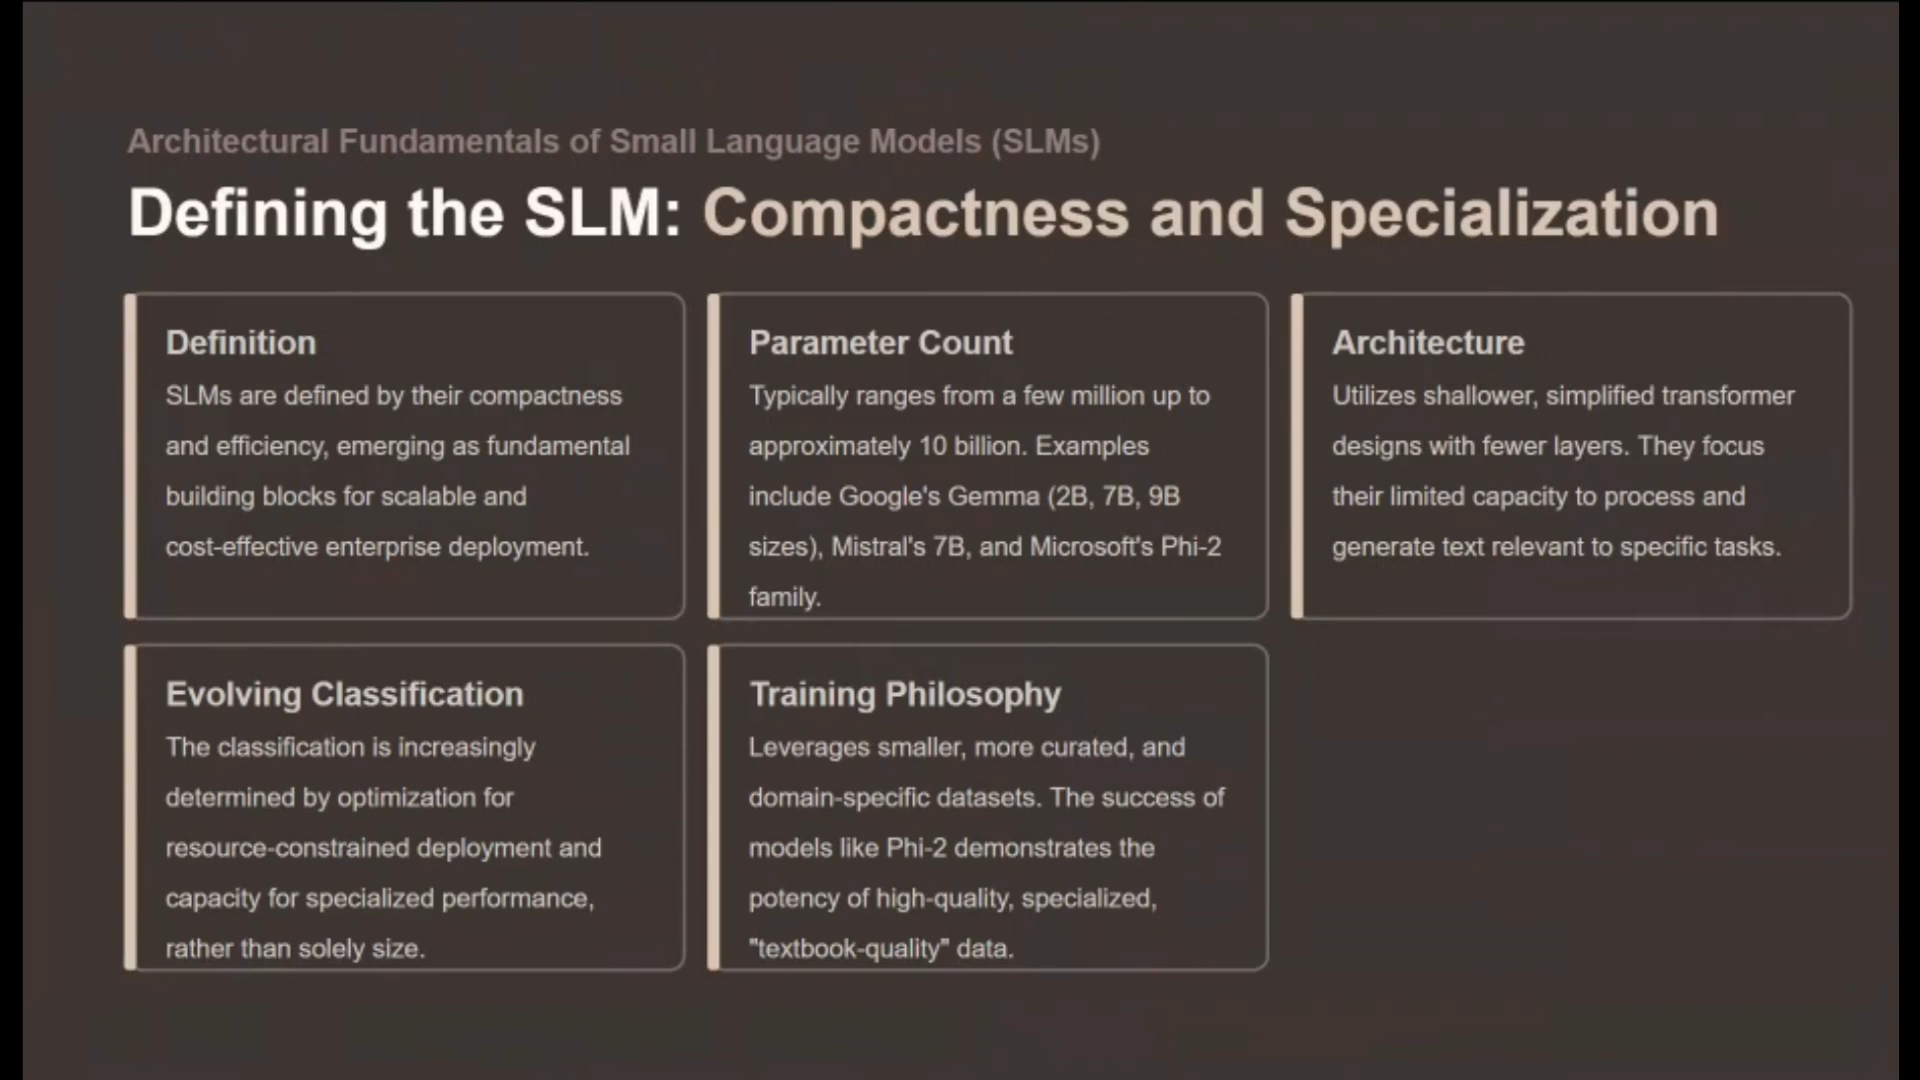 Architectural Fundamentals of Small Language Models (SLMs)
Defining the SLM: Compactness and Specialization
Definition
SLMs are defined by their compactness
and efficiency, emerging as fundamental
building blocks for scalable and
cost-effective enterprise deployment.
Parameter Count
Typically ranges from a few million up to
approximately 10 billion. Examples
include Google's Gemma (2B, 7B, 9B
sizes), Mistral's 7B, and Microsoft's Phi-2
family.
Architecture
Utilizes shallower, simplified transformer
designs with fewer layers. They focus
their limited capacity to process and
generate text relevant to specific tasks.
Evolving Classification
The classification is increasingly
determined by optimization for
resource-constrained deployment and
capacity for specialized performance,
rather than solely size.
Training Philosophy
Leverages smaller, more curated, and
domain-specific datasets. The success of
models like Phi-2 demonstrates the
potency of high-quality, specialized,
"textbook-quality" data.